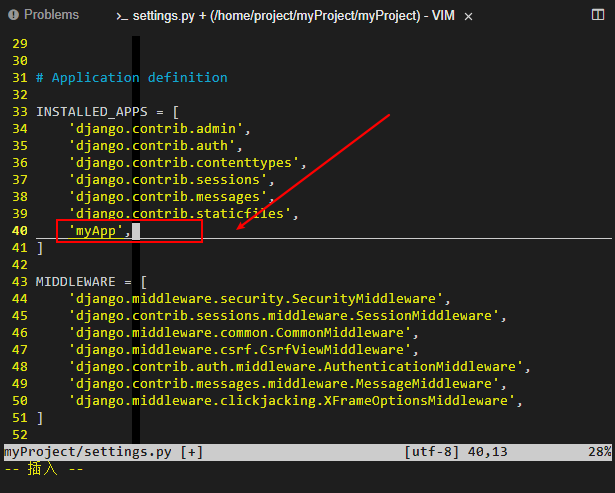 Problems
>_ settings.py + (/home/project/myProject/myProject) - VIM ×
29
30
31 # Application definition
32
33 INSTALLED_APPS = [
34     'django.contrib.admin',
35     'django.contrib.auth',
36     'django.contrib.contenttypes',
37     'django.contrib.sessions',
38     'django.contrib.messages',
39     'django.contrib.staticfiles',
40     'myApp',
41 ]
42
43 MIDDLEWARE = [
44     'django.middleware.security.SecurityMiddleware',
45     'django.contrib.sessions.middleware.SessionMiddleware',
46     'django.middleware.common.CommonMiddleware',
47     'django.middleware.csrf.CsrfViewMiddleware',
48     'django.contrib.auth.middleware.AuthenticationMiddleware',
49     'django.contrib.messages.middleware.MessageMiddleware',
50     'django.middleware.clickjacking.XFrameOptionsMiddleware',
51 ]
52
myProject/settings.py [+] [utf-8] 40,13 28%
-- 插入 --